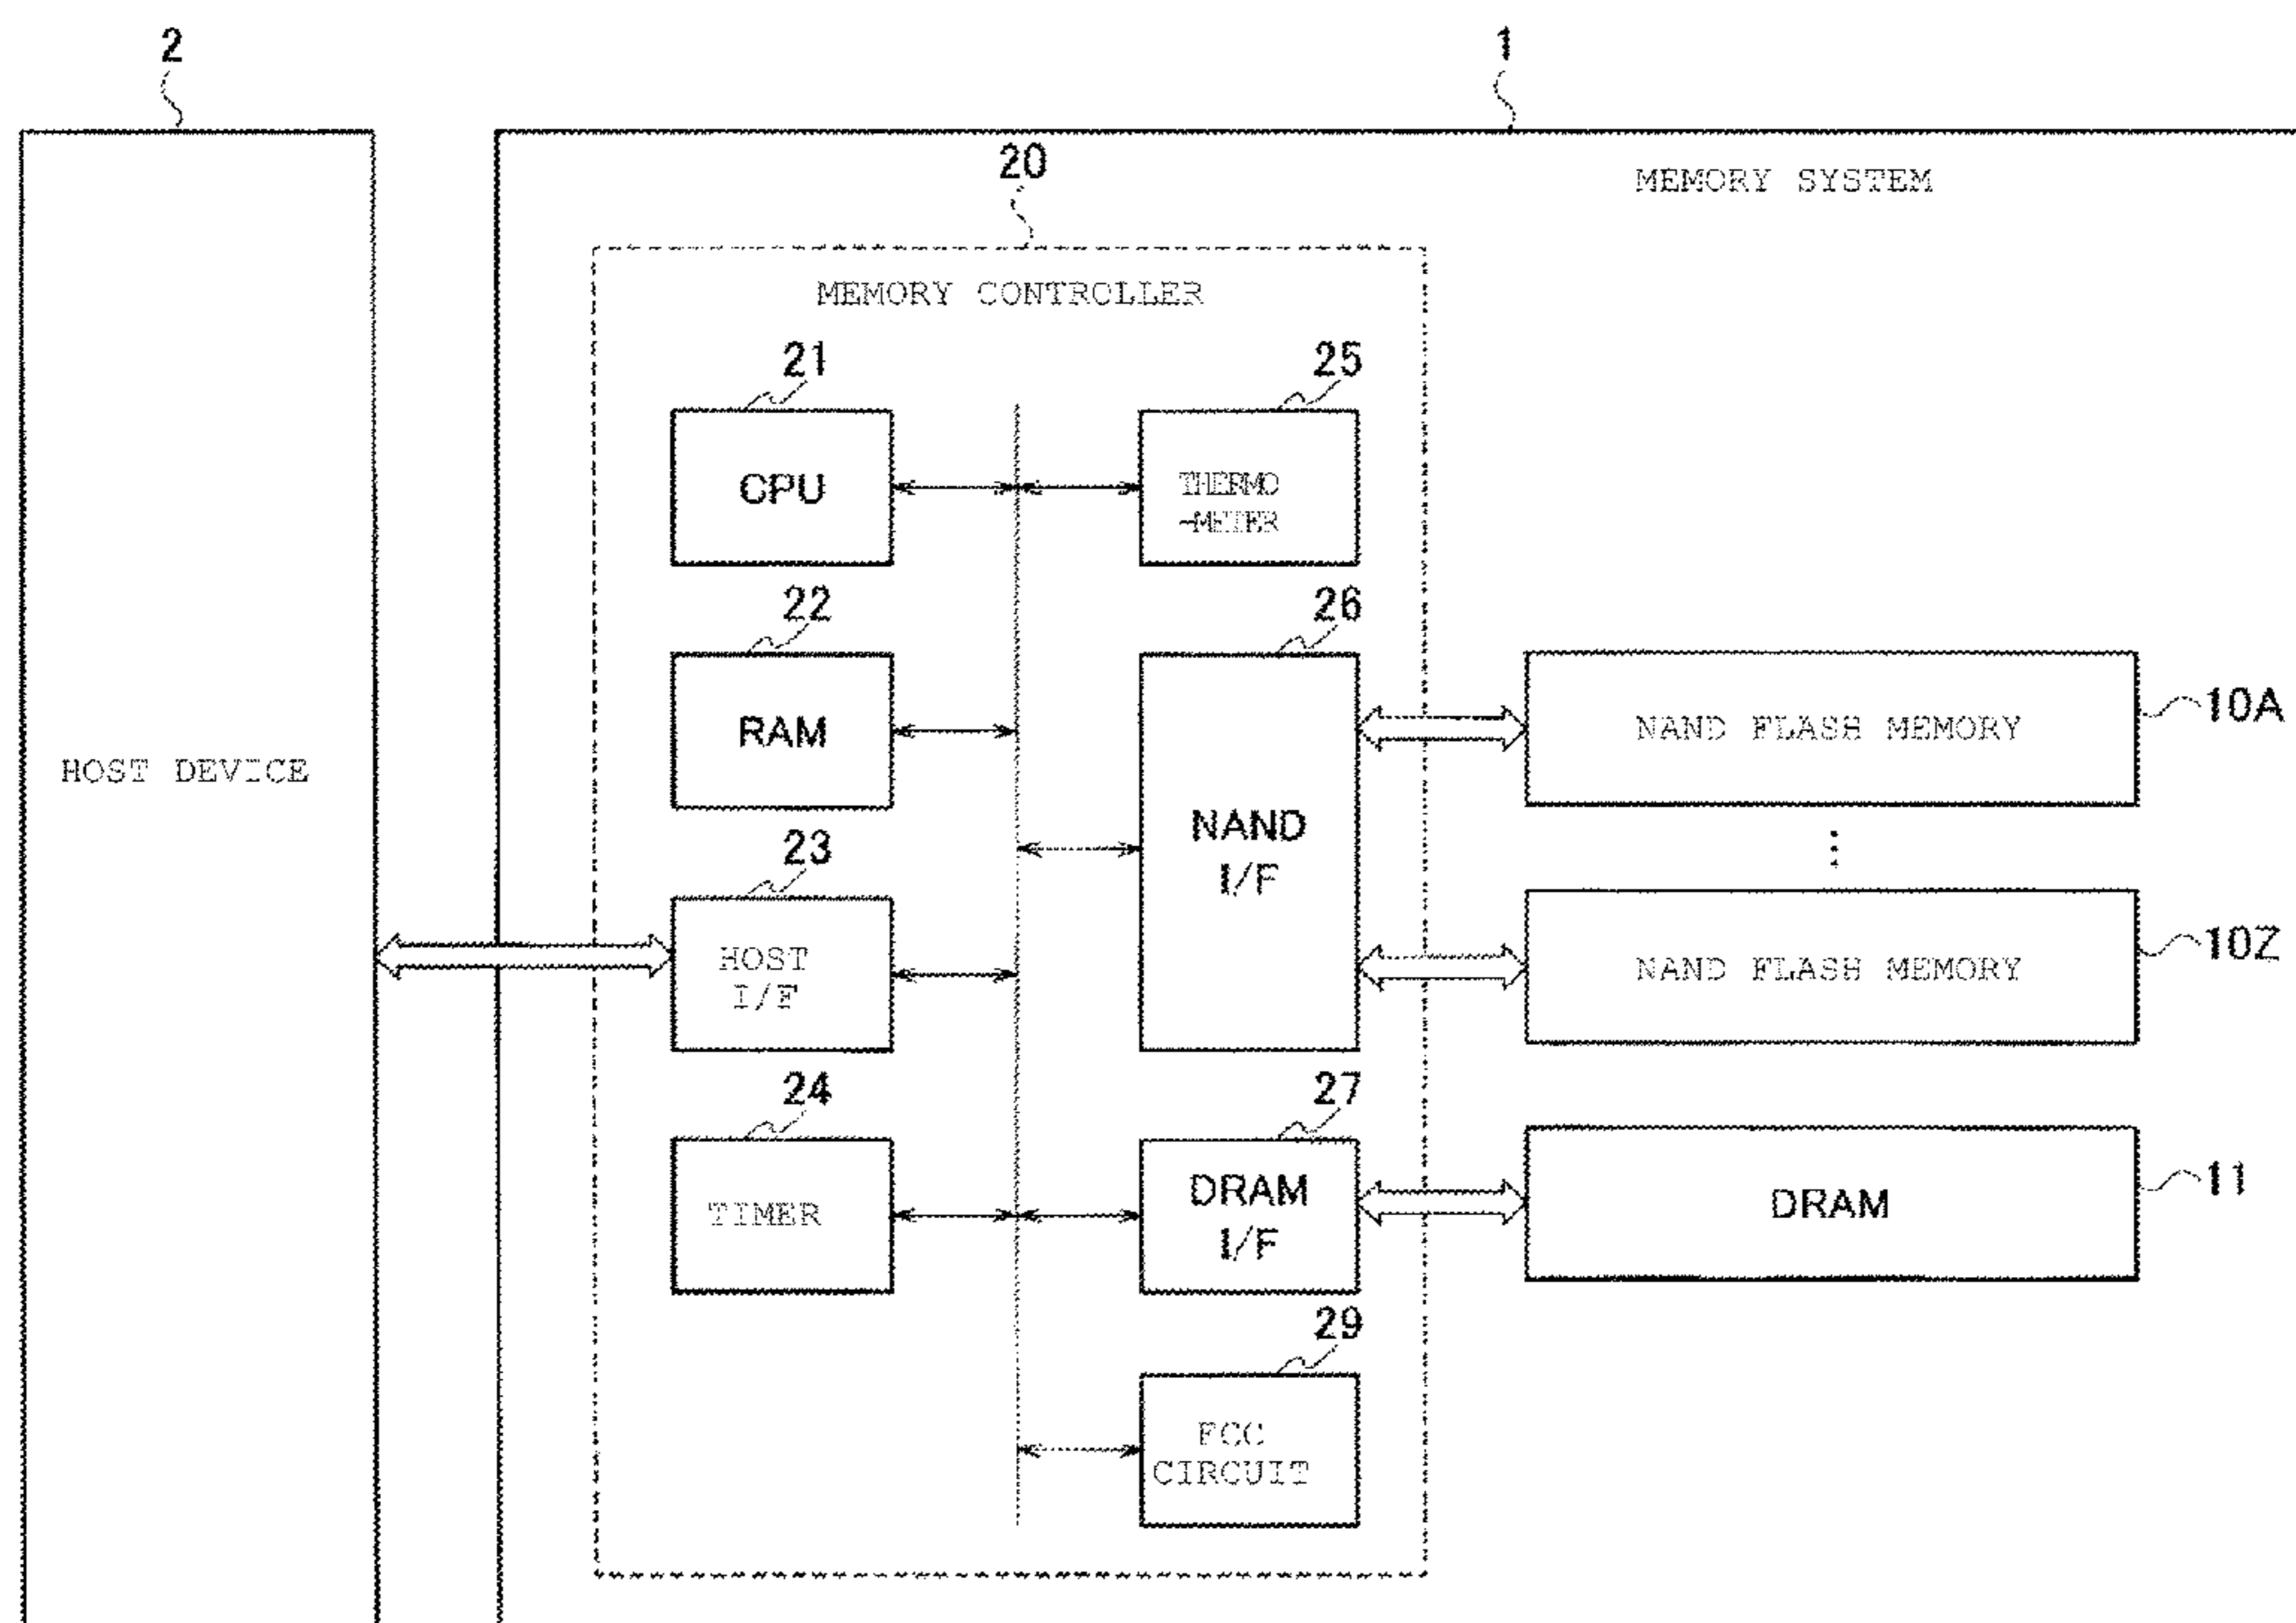 2
1
MEMORY SYSTEM
20
MEMORY CONTROLLER
21
CPU
25
THERMO
-METER
22
RAM
26
NAND
I/F
NAND FLASH MEMORY
10A
HOST DEVICE
23
HOST
I/F
NAND FLASH MEMORY
10Z
24
TIMER
27
DRAM
I/F
DRAM
11
29
ECC
CIRCUIT